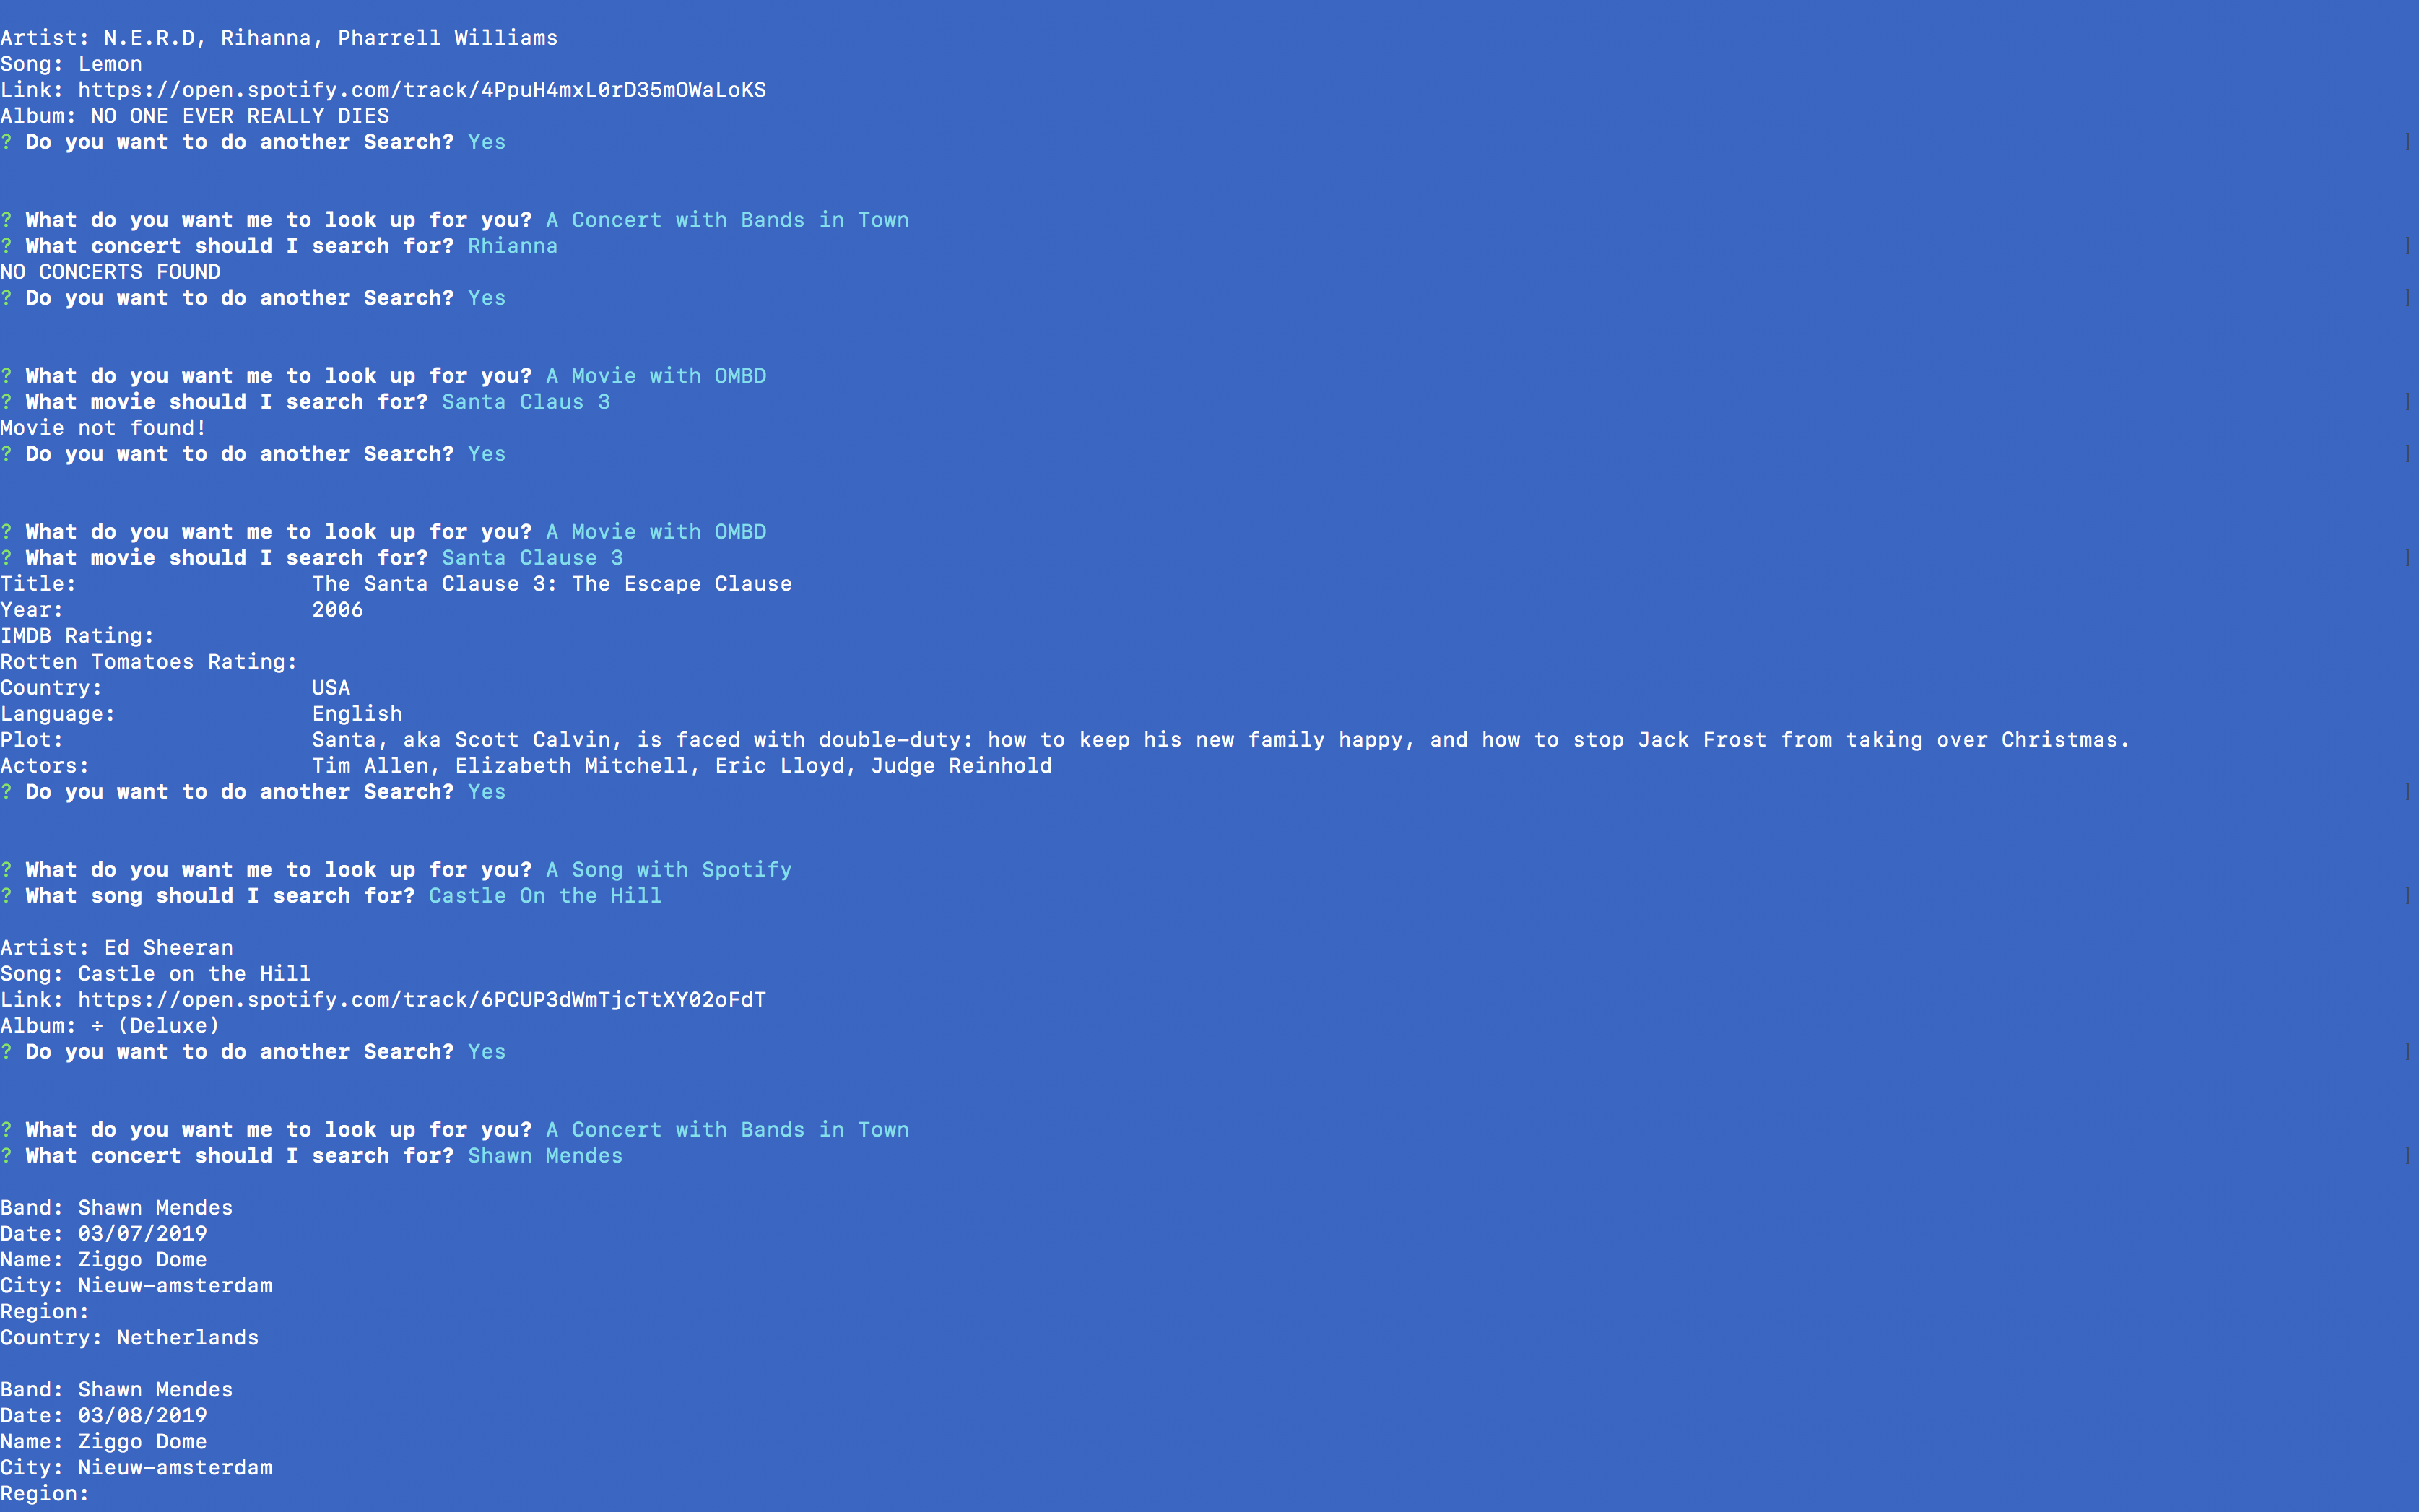 Artist: N.E.R.D, Rihanna, Pharrell Williams
Song: Lemon
Link: https://open.spotify.com/track/4PpuH4mxL0rD35mOWaLoKS
Album: NO ONE EVER REALLY DIES
? Do you want to do another Search? Yes ]
? What do you want me to look up for you? A Concert with Bands in Town
? What concert should I search for? Rhianna ]
NO CONCERTS FOUND
? Do you want to do another Search? Yes ]
? What do you want me to look up for you? A Movie with OMBD
? What movie should I search for? Santa Claus 3 ]
Movie not found!
? Do you want to do another Search? Yes ]
? What do you want me to look up for you? A Movie with OMBD
? What movie should I search for? Santa Clause 3 ]
Title: The Santa Clause 3: The Escape Clause
Year: 2006
IMDB Rating:
Rotten Tomatoes Rating:
Country: USA
Language: English
Plot: Santa, aka Scott Calvin, is faced with double-duty: how to keep his new family happy, and how to stop Jack Frost from taking over Christmas.
Actors: Tim Allen, Elizabeth Mitchell, Eric Lloyd, Judge Reinhold
? Do you want to do another Search? Yes ]
? What do you want me to look up for you? A Song with Spotify
? What song should I search for? Castle On the Hill ]
Artist: Ed Sheeran
Song: Castle on the Hill
Link: https://open.spotify.com/track/6PCUP3dWmTjcTtXY02oFdT
Album: ÷ (Deluxe)
? Do you want to do another Search? Yes ]
? What do you want me to look up for you? A Concert with Bands in Town
? What concert should I search for? Shawn Mendes ]
Band: Shawn Mendes
Date: 03/07/2019
Name: Ziggo Dome
City: Nieuw-amsterdam
Region:
Country: Netherlands
Band: Shawn Mendes
Date: 03/08/2019
Name: Ziggo Dome
City: Nieuw-amsterdam
Region: